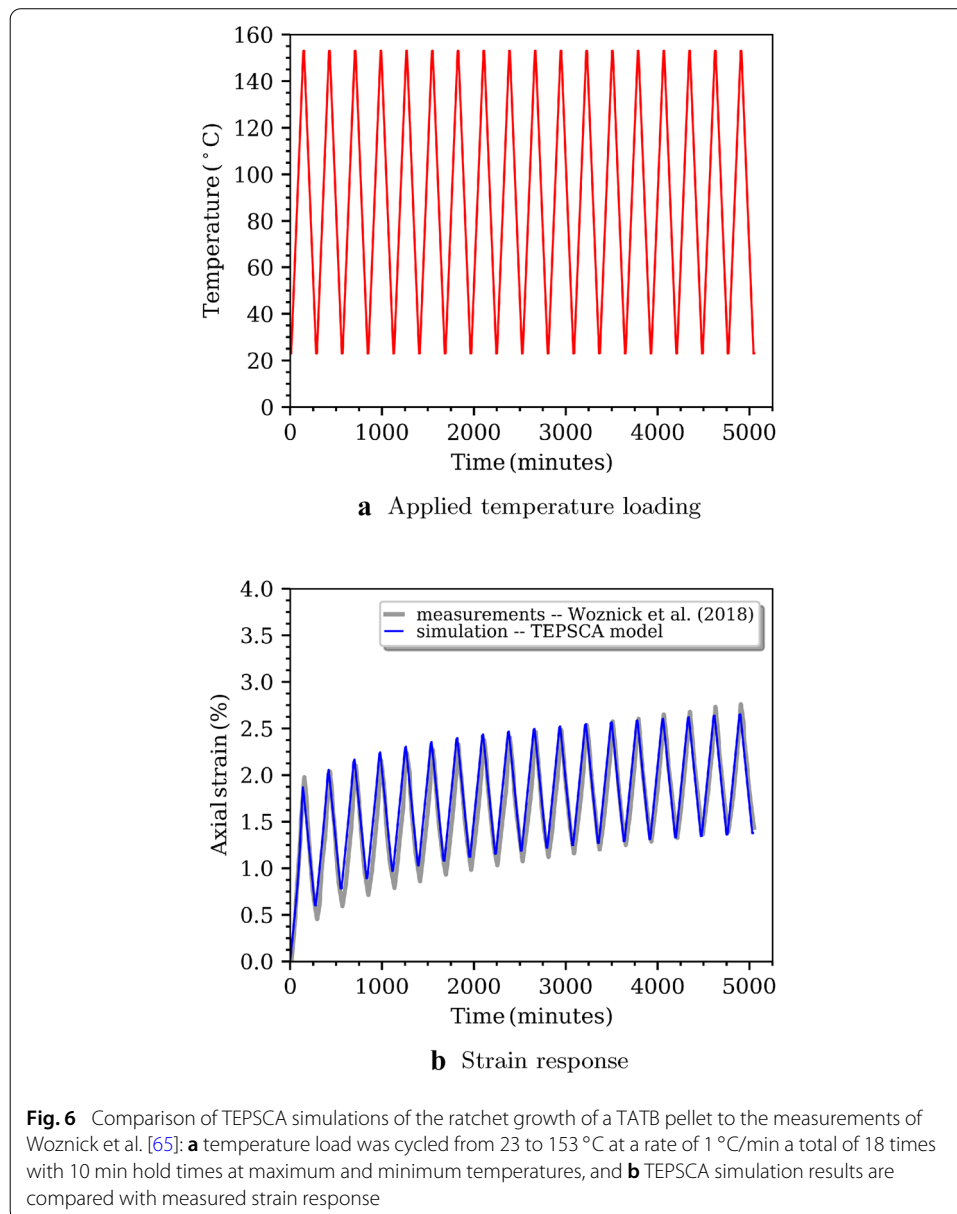 160
140
120
100
80
60
40
20
0
Temperature (°C)
0 1000 2000 3000 4000 5000
Time (minutes)
a Applied temperature loading
4.0
3.5
3.0
2.5
2.0
1.5
1.0
0.5
0.0
Axial strain (%)
measurements -- Woznick et al. (2018)
simulation -- TEPSCA model
0 1000 2000 3000 4000 5000
Time (minutes)
b Strain response
Fig. 6 Comparison of TEPSCA simulations of the ratchet growth of a TATB pellet to the measurements of
Woznick et al. [65]: a temperature load was cycled from 23 to 153 °C at a rate of 1 °C/min a total of 18 times
with 10 min hold times at maximum and minimum temperatures, and b TEPSCA simulation results are
compared with measured strain response